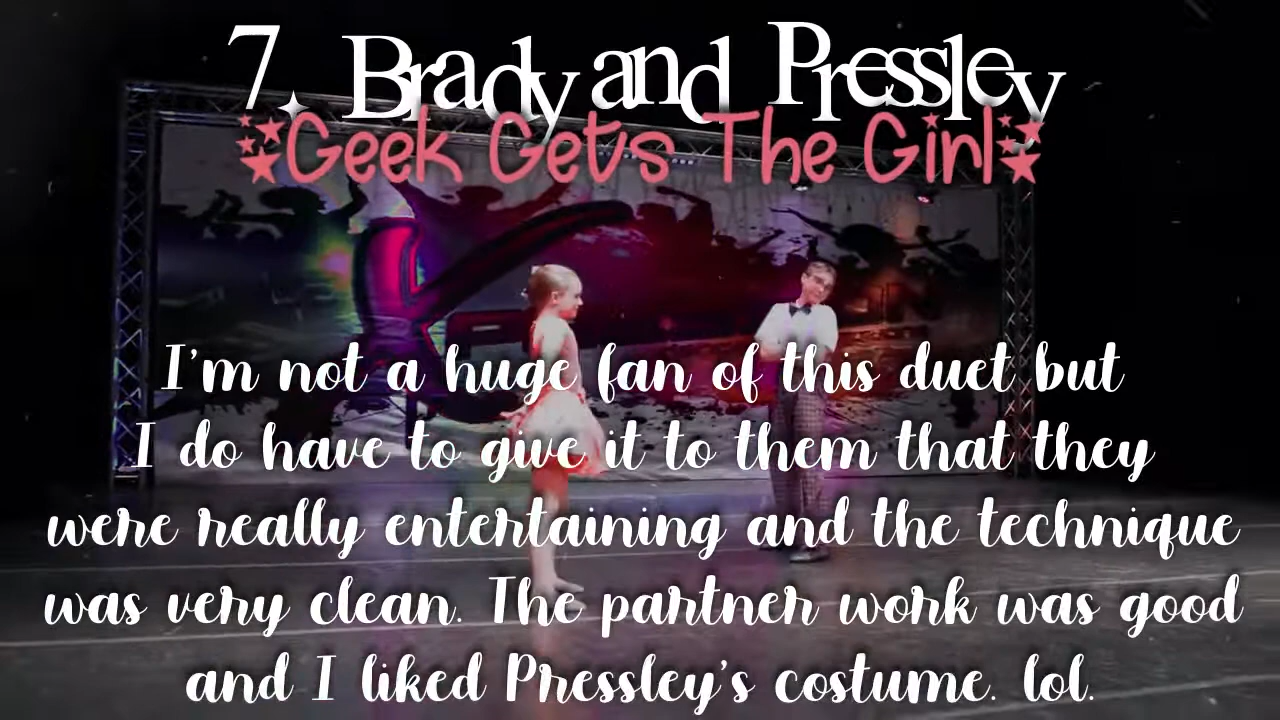 7. Brady and Pressley
Geek Gets The Girl
I'm not a huge fan of this duet but
I do have to give it to them that they
were really entertaining and the technique
was very clean. The partner work was good
and I liked Pressley's costume. lol.